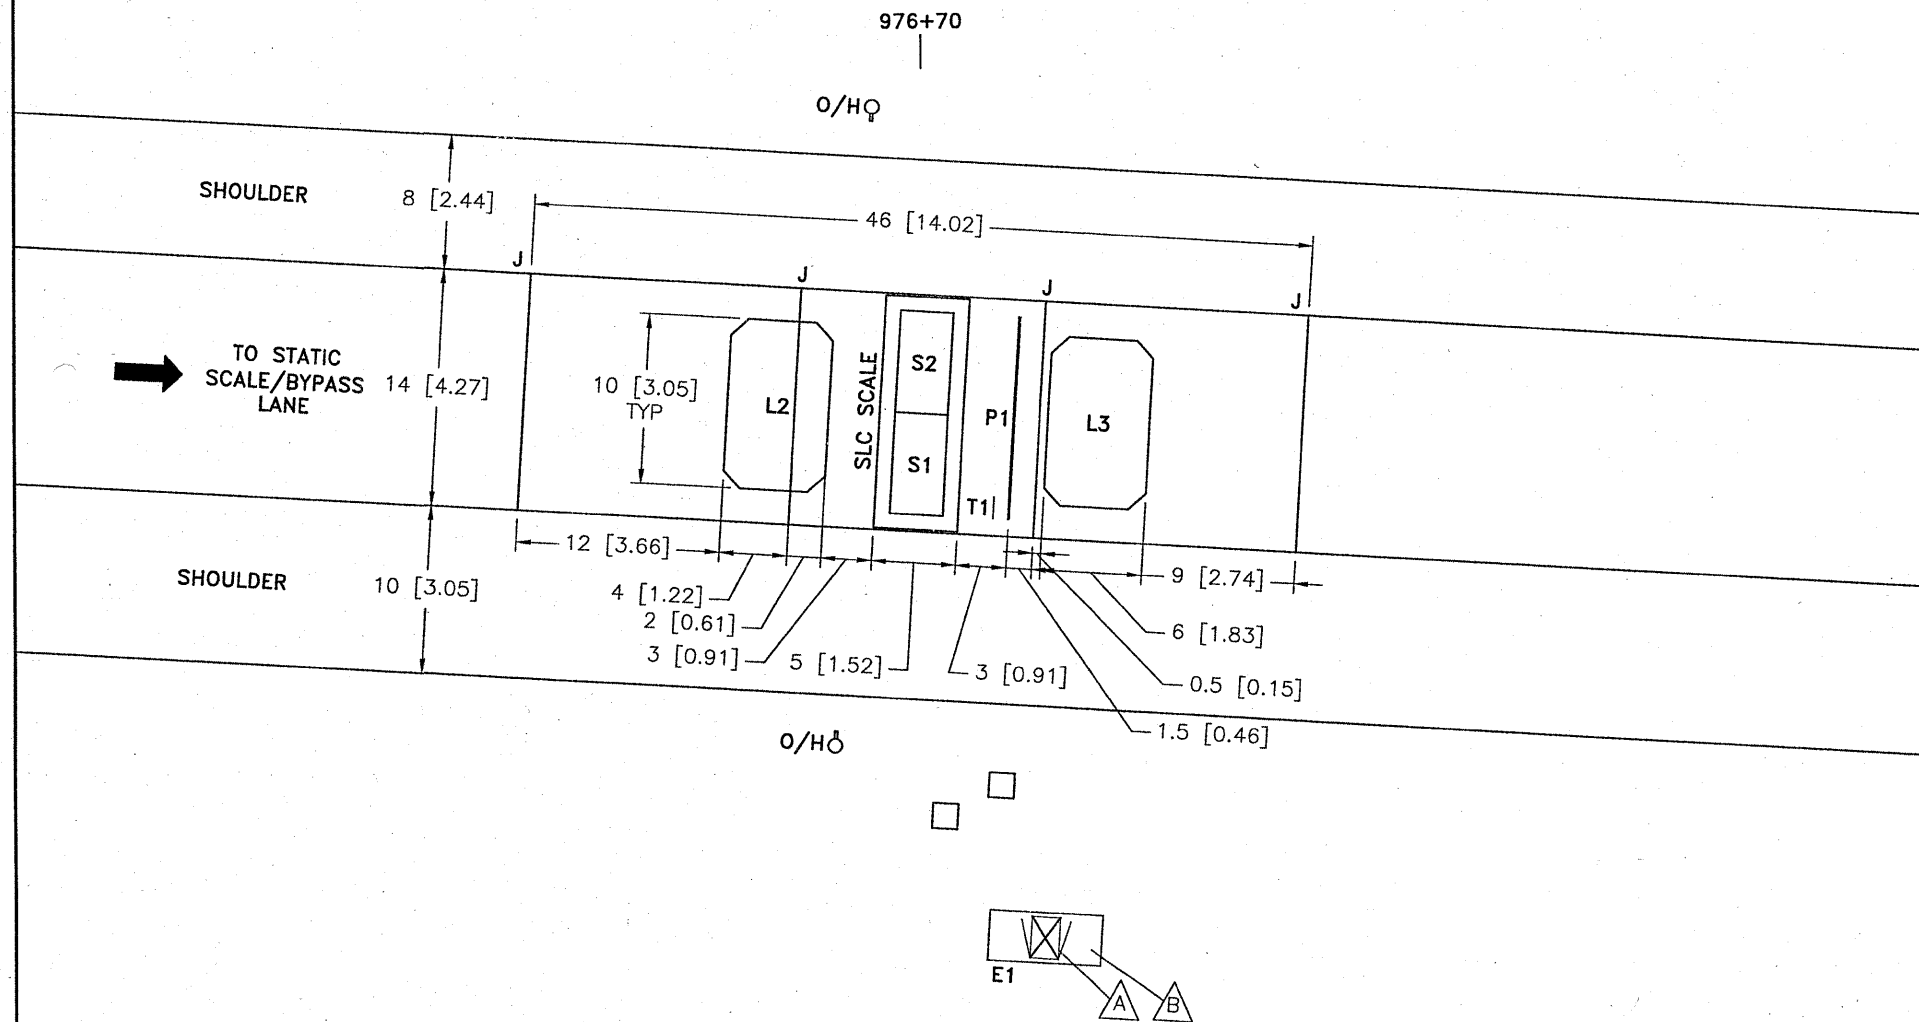 976+70
O/H
SHOULDER
8 [2.44]
46 [14.02]
J
J
J
J
TO STATIC
SCALE/BYPASS
LANE
14 [4.27]
10 [3.05]
TYP
L2
SLC SCALE
S2
S1
P1
T1
L3
SHOULDER
10 [3.05]
12 [3.66]
4 [1.22]
2 [0.61]
3 [0.91]
5 [1.52]
3 [0.91]
9 [2.74]
6 [1.83]
0.5 [0.15]
1.5 [0.46]
O/H
E1
A
B